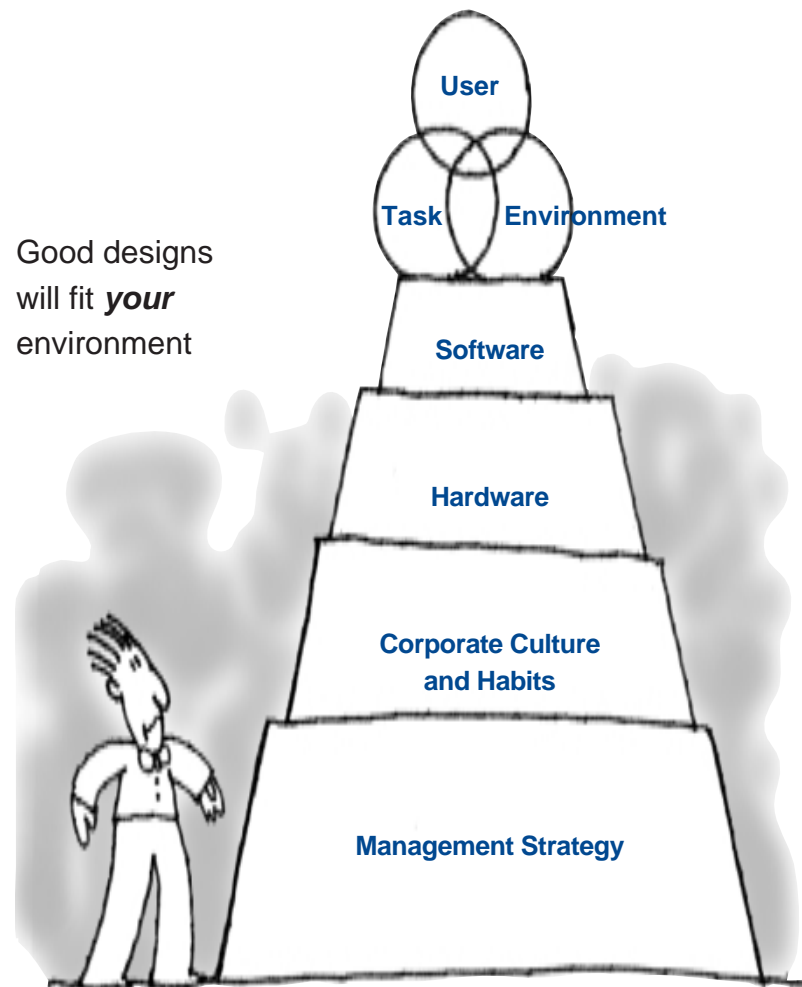 User
Task
Environment
Good designs
will fit your
environment
Software
Hardware
Corporate Culture
and Habits
Management Strategy